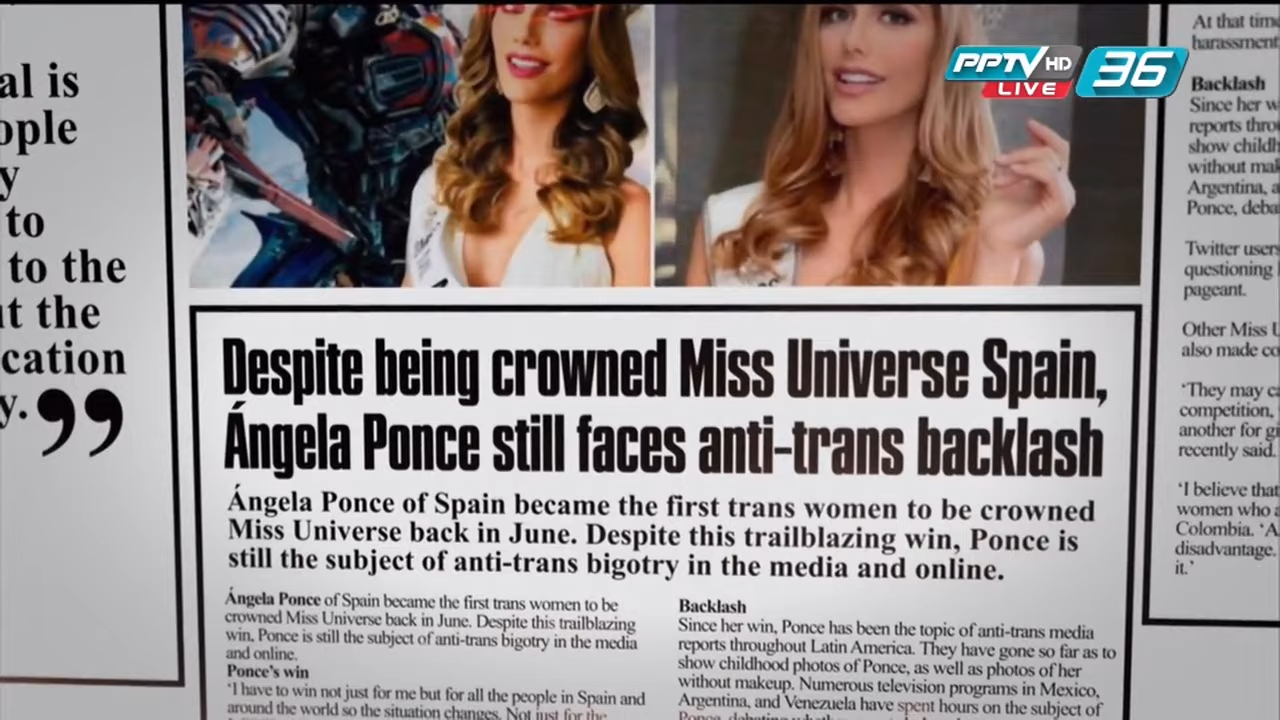 PPTV HD
36
LIVE
al is
ople
y
to
to the
t the
cation
y.”
Despite being crowned Miss Universe Spain,
Ángela Ponce still faces anti-trans backlash
Ángela Ponce of Spain became the first trans women to be crowned
Miss Universe back in June. Despite this trailblazing win, Ponce is
still the subject of anti-trans bigotry in the media and online.
Ángela Ponce of Spain became the first trans women to be
crowned Miss Universe back in June. Despite this trailblazing
win, Ponce is still the subject of anti-trans bigotry in the media
and online.
Ponce’s win
‘I have to win not just for me but for all the people in Spain and
around the world so the situation changes. Not just for the
Backlash
Since her win, Ponce has been the topic of anti-trans media
reports throughout Latin America. They have gone so far as to
show childhood photos of Ponce, as well as photos of her
without makeup. Numerous television programs in Mexico,
Argentina, and Venezuela have spent hours on the subject of
Ponce, debating
At that time
harassment
Backlash
Since her w
reports thro
show childh
without mak
Argentina, a
Ponce, deba
Twitter users
questioning
pageant.
Other Miss U
also made co
‘They may c
competition,
another for gi
recently said.
‘I believe that
women who a
Colombia. ‘A
disadvantage.
it.’